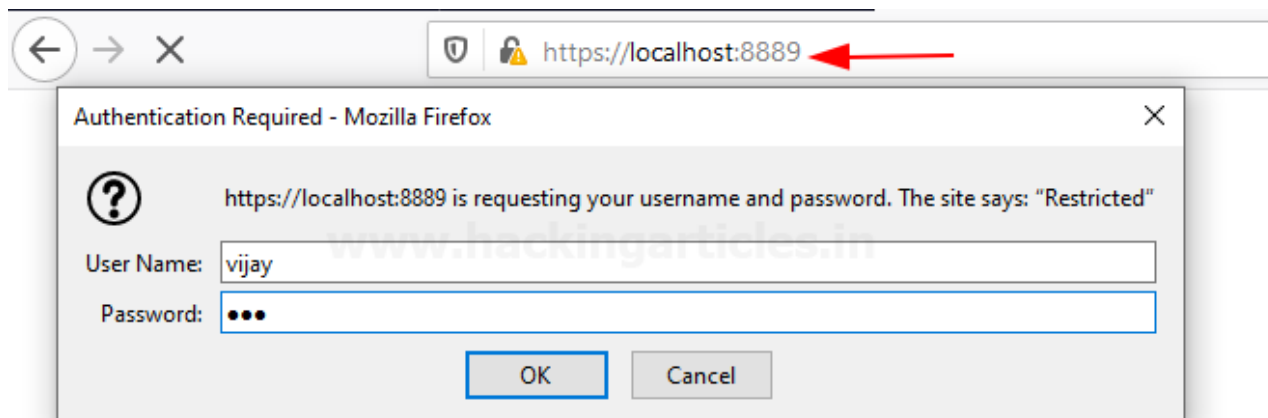 https://localhost:8889
Authentication Required - Mozilla Firefox
https://localhost:8889 is requesting your username and password. The site says: “Restricted”
www.hackingarticles.in
User Name: vijay
Password: •••
OK Cancel